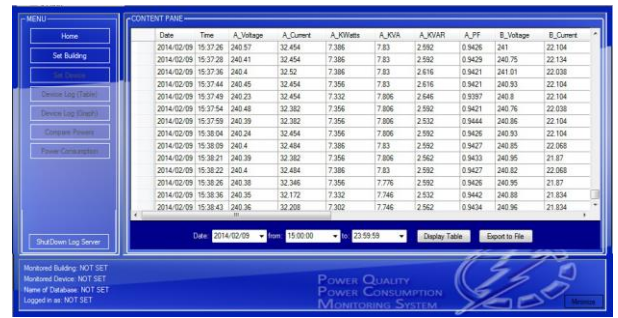 MENU
Home
Set Building
Set Device
Device Log (Table)
Device Log (Graph)
Compare Powers
Power Consumption
ShutDown Log Server
CONTENT PANE
Date Time A_Voltage A_Current A_KWatts A_KVA A_KVAR A_PF B_Voltage B_Current
2014/02/09 15:37:26 240.57 32.454 7.386 7.83 2.592 0.9426 241 22.104
2014/02/09 15:37:28 240.41 32.454 7.386 7.83 2.592 0.9429 240.75 22.134
2014/02/09 15:37:36 240.4 32.52 7.386 7.83 2.616 0.9429 241.01 22.038
2014/02/09 15:37:44 240.45 32.454 7.356 7.83 2.616 0.9421 240.93 22.104
2014/02/09 15:37:49 240.23 32.454 7.332 7.806 2.646 0.9397 240.8 22.104
2014/02/09 15:37:54 240.48 32.382 7.356 7.806 2.592 0.9421 240.76 22.038
2014/02/09 15:37:59 240.39 32.382 7.356 7.806 2.532 0.9444 240.86 22.104
2014/02/09 15:38:04 240.24 32.454 7.356 7.806 2.592 0.9426 240.93 22.104
2014/02/09 15:38:09 240.4 32.484 7.386 7.83 2.592 0.9427 240.85 22.068
2014/02/09 15:38:21 240.39 32.382 7.356 7.806 2.562 0.9433 240.95 21.87
2014/02/09 15:38:22 240.4 32.484 7.386 7.83 2.592 0.9427 240.82 22.068
2014/02/09 15:38:26 240.38 32.346 7.356 7.776 2.592 0.9426 240.95 21.87
2014/02/09 15:38:36 240.35 32.172 7.332 7.746 2.532 0.9442 240.88 21.834
2014/02/09 15:38:43 240.36 32.208 7.302 7.746 2.562 0.9434 240.96 21.834
Date: 2014/02/09 from: 15:00:00 to: 23:59:59 Display Table Export to File
Monitored Building: NOT SET
Monitored Device: NOT SET
Name of Database: NOT SET
Logged in as: NOT SET
POWER QUALITY
POWER CONSUMPTION
MONITORING SYSTEM
Minimize